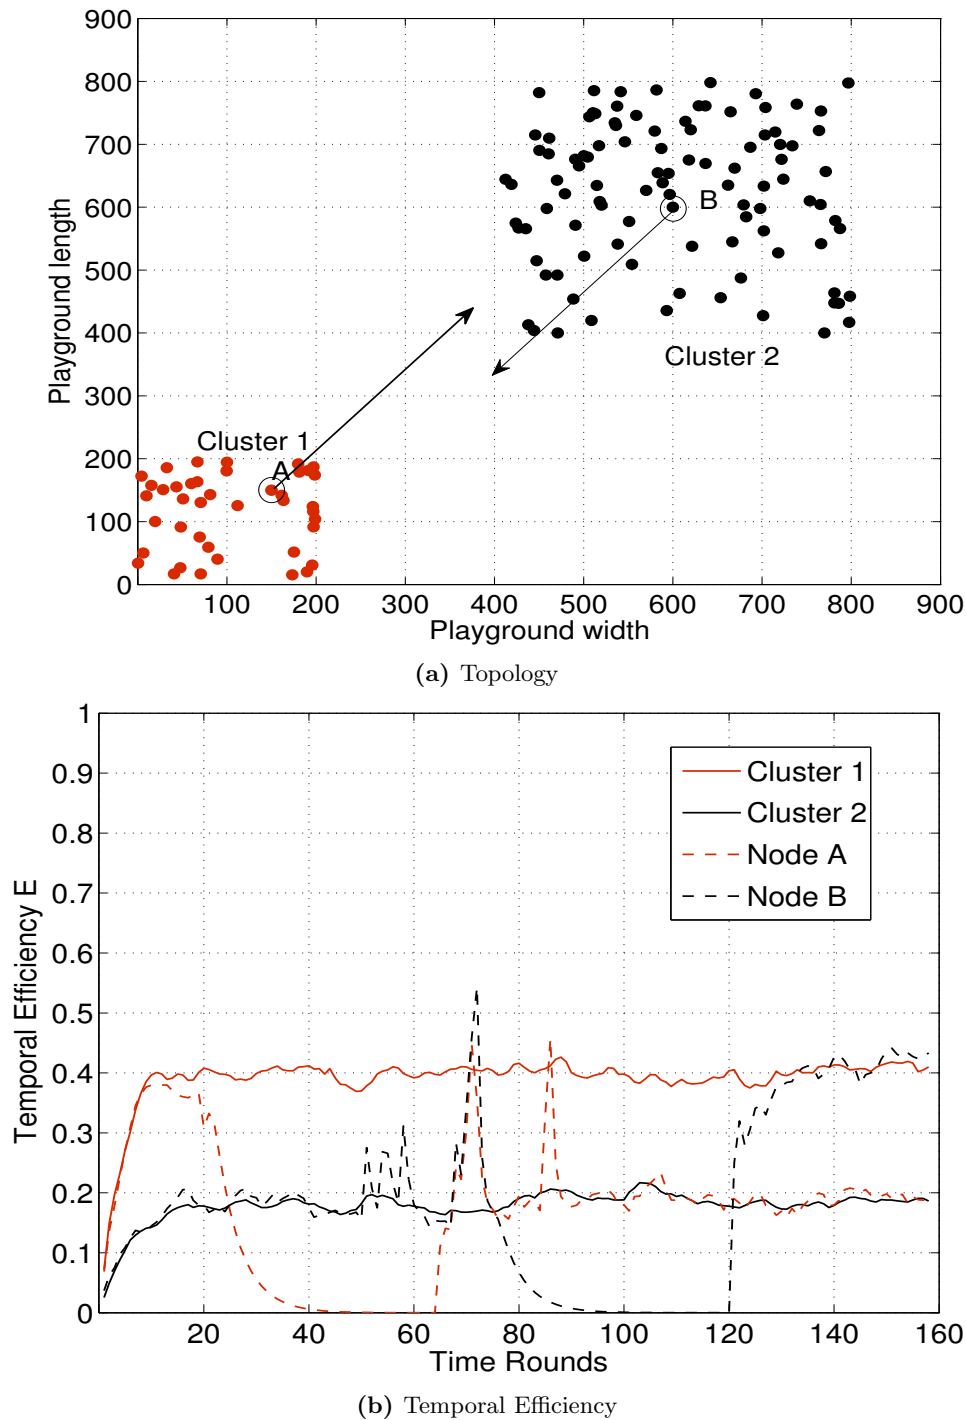 900
800
700
600
500
400
300
200
100
0
Playground length
B
Cluster 2
Cluster 1
A
100 200 300 400 500 600 700 800 900
Playground width
(a) Topology
1
0.9
0.8
0.7
0.6
0.5
0.4
0.3
0.2
0.1
0
Temporal Efficiency E
Cluster 1
Cluster 2
Node A
Node B
20 40 60 80 100 120 140 160
Time Rounds
(b) Temporal Efficiency